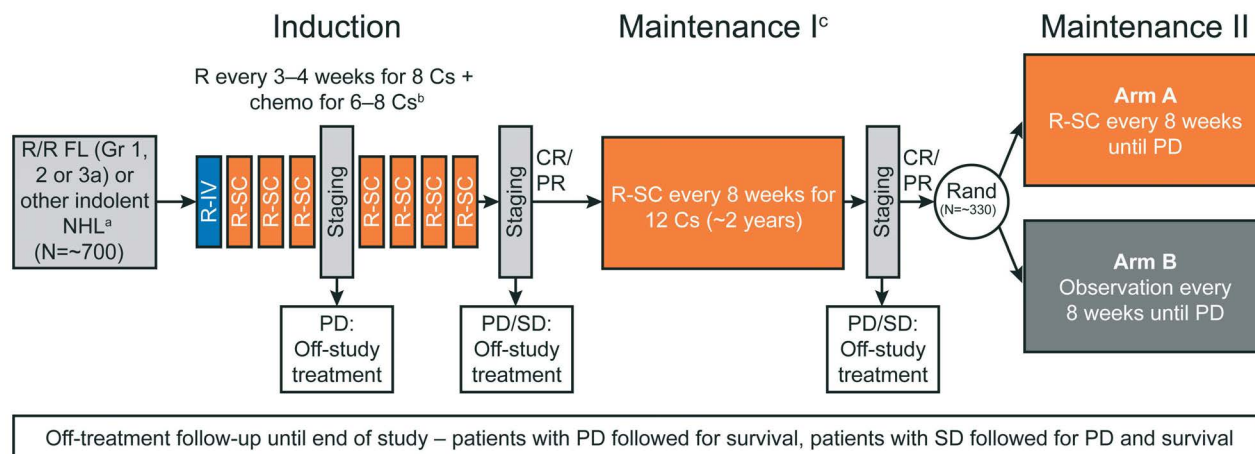 Induction
Maintenance Iᶜ
Maintenance II
R every 3–4 weeks for 8 Cs +
chemo for 6–8 Csᵇ
R/R FL (Gr 1,
2 or 3a) or
other indolent
NHLᵃ
(N=~700)
R-IV
R-SC
R-SC
R-SC
Staging
R-SC
R-SC
R-SC
R-SC
Staging
CR/
PR
R-SC every 8 weeks for
12 Cs (~2 years)
Staging
CR/
PR
Rand
(N=~330)
Arm A
R-SC every 8 weeks
until PD
Arm B
Observation every
8 weeks until PD
PD:
Off-study
treatment
PD/SD:
Off-study
treatment
PD/SD:
Off-study
treatment
Off-treatment follow-up until end of study – patients with PD followed for survival, patients with SD followed for PD and survival